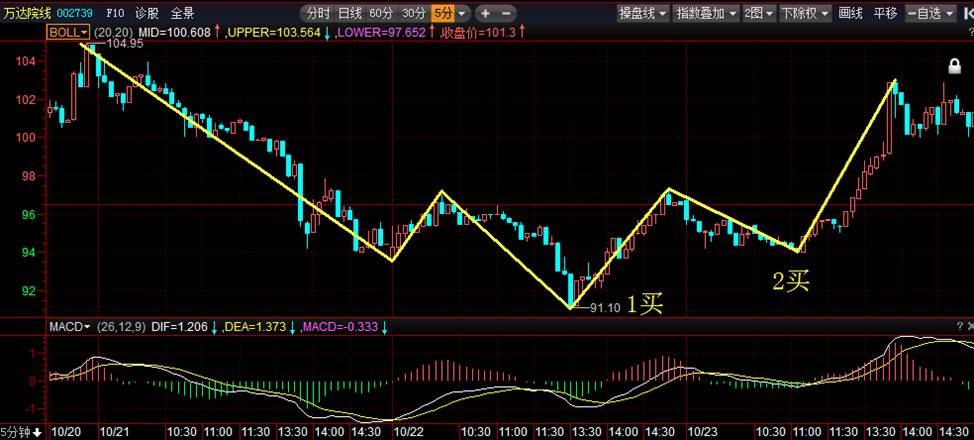 万达院线 002739 F10 诊股 全景 分时 日线 60分 30分 5分 + − 操盘线 指数叠加 2图 下除权 画线 平移 一自选
BOLL (20,20) MID=100.608↑,UPPER=103.564↓,LOWER=97.652↑,收盘价=101.3↑ ?
104.95
104
102
100
98
96
94
92
91.10
1买
2买
MACD (26,12,9) DIF=1.206↓,DEA=1.373↓,MACD=-0.333↓ ? ×
1
0
-1
5分钟 10/20 10/21 10:30 11:00 11:30 13:30 14:00 14:30 10/22 10:30 11:00 11:30 13:30 14:00 14:30 10/23 10:30 11:00 11:30 13:30 14:00 14:30